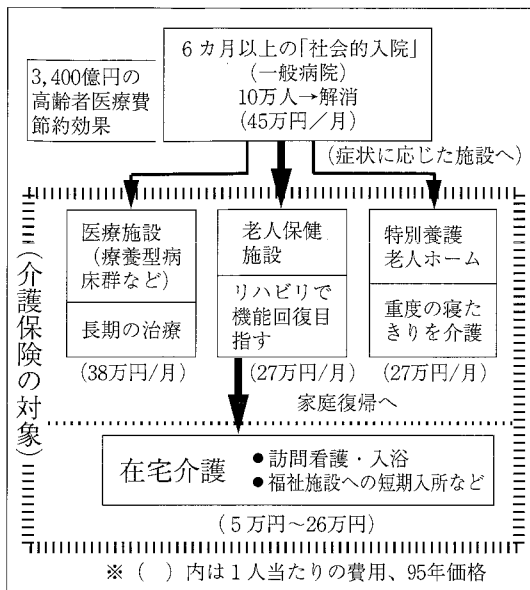 6カ月以上の「社会的入院」
(一般病院)
10万人→解消
(45万円/月)
3,400億円の
高齢者医療費
節約効果
(症状に応じた施設へ)
(介護保険の対象)
医療施設
(療養型病
床群など)
長期の治療
(38万円/月)
老人保健
施設
リハビリで
機能回復目
指す
(27万円/月)
特別養護
老人ホーム
重度の寝た
きりを介護
(27万円/月)
家庭復帰へ
在宅介護
●訪問看護・入浴
●福祉施設への短期入所など
(5万円〜26万円)
※( )内は1人当たりの費用、95年価格